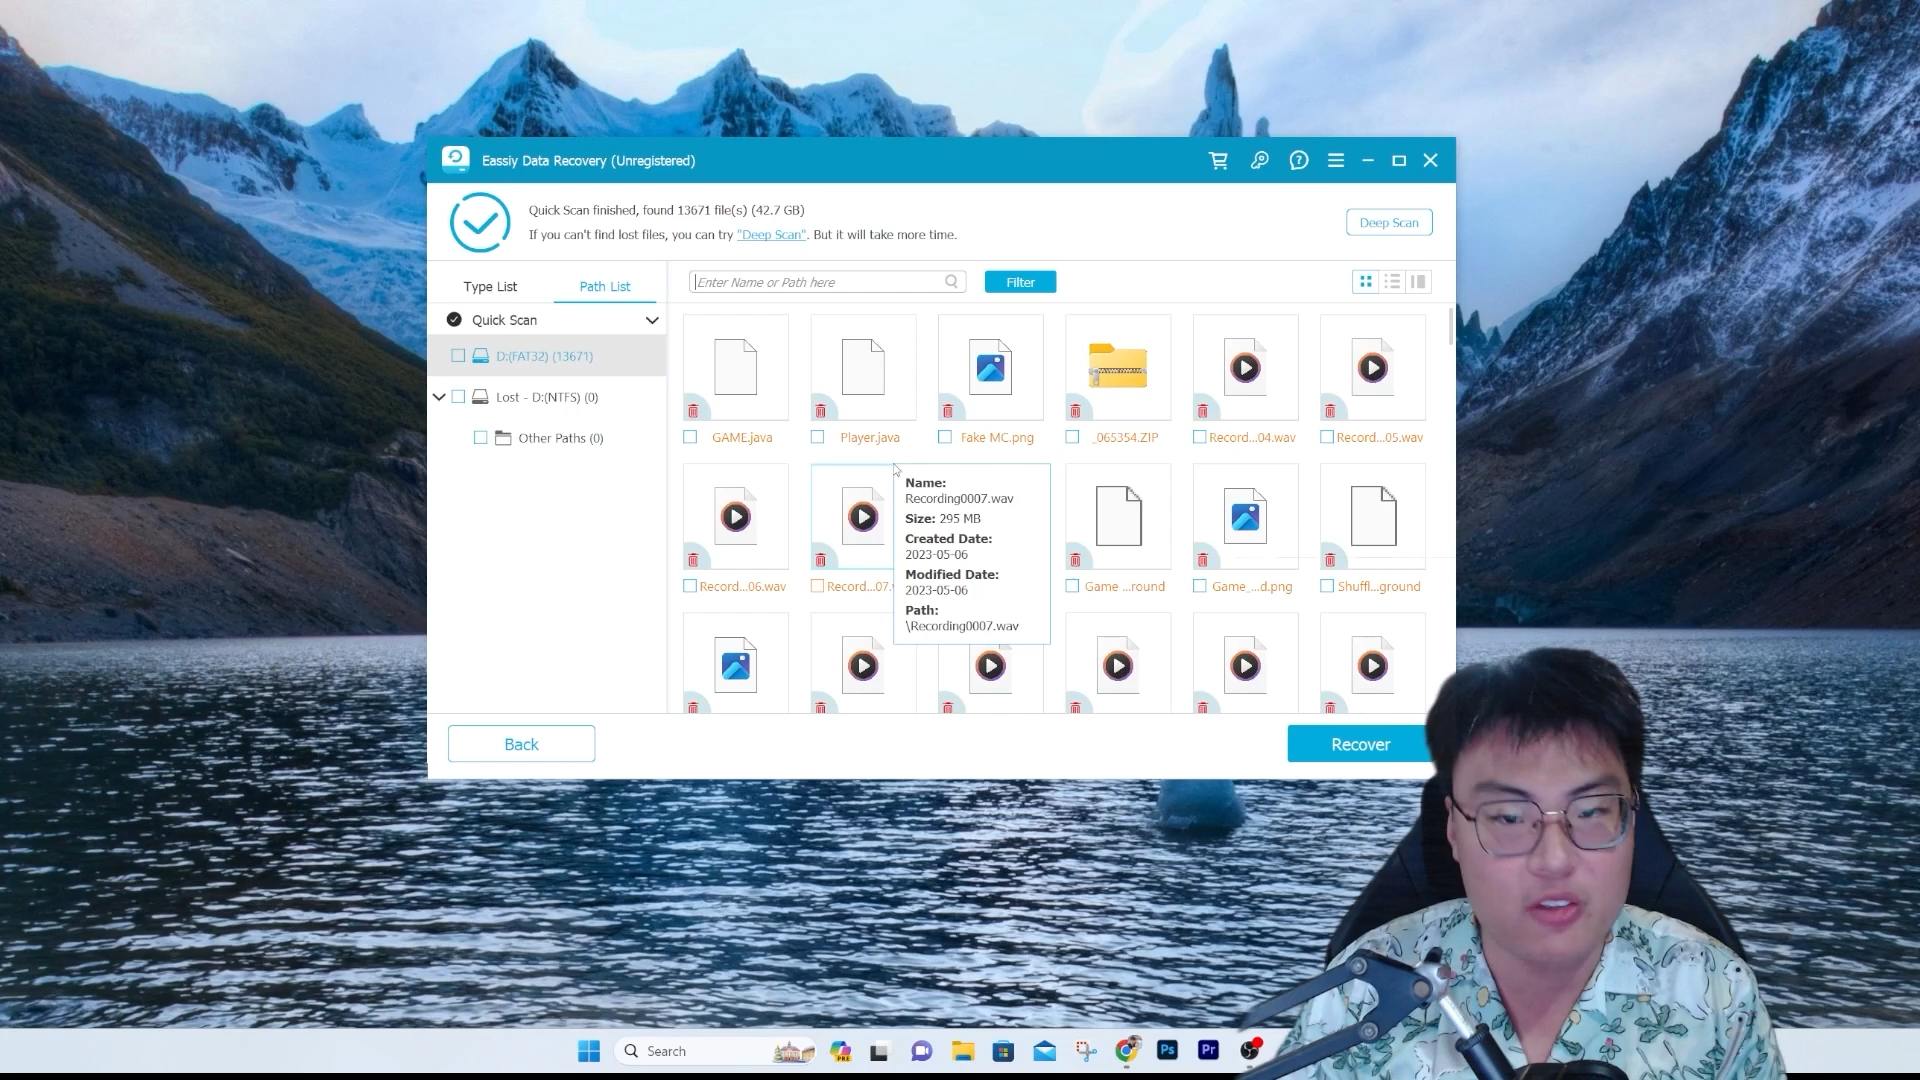 Eassiy Data Recovery (Unregistered)
Quick Scan finished, found 13671 file(s) (42.7 GB)
If you can't find lost files, you can try "Deep Scan". But it will take more time.
Deep Scan
Type List
Path List
Enter Name or Path here
Filter
Quick Scan
D:(FAT32) (13671)
Lost - D:(NTFS) (0)
Other Paths (0)
GAME.java
Player.java
Fake MC.png
_065354.ZIP
Record...04.wav
Record...05.wav
Record...06.wav
Record...07.
Name:
Recording0007.wav
Size: 295 MB
Created Date:
2023-05-06
Modified Date:
2023-05-06
Path:
\Recording0007.wav
Game ...round
Game_...d.png
Shuffl...ground
Back
Recover
Search
PRE
Ps
Pr